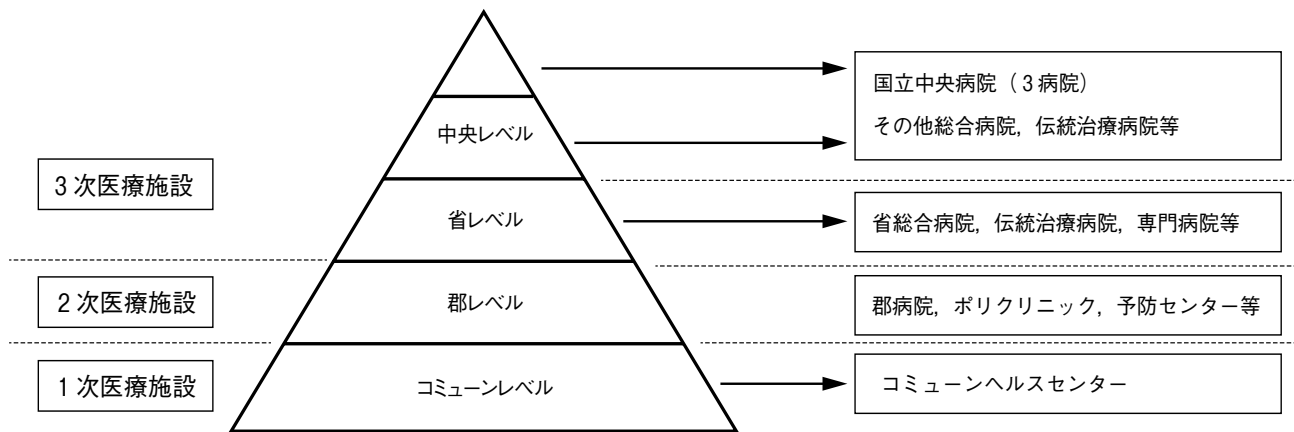 国立中央病院（3病院）
その他総合病院，伝統治療病院等
中央レベル
3次医療施設
省レベル
省総合病院，伝統治療病院，専門病院等
2次医療施設
郡レベル
郡病院，ポリクリニック，予防センター等
1次医療施設
コミューンレベル
コミューンヘルスセンター